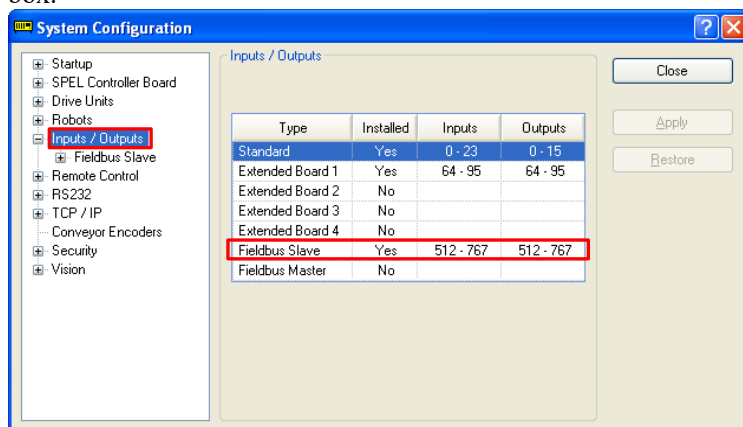 box.
System Configuration
Startup
SPEL Controller Board
Drive Units
Robots
Inputs / Outputs
Fieldbus Slave
Remote Control
RS232
TCP / IP
Conveyor Encoders
Security
Vision
Inputs / Outputs
Type Installed Inputs Outputs
Standard Yes 0 - 23 0 - 15
Extended Board 1 Yes 64 - 95 64 - 95
Extended Board 2 No
Extended Board 3 No
Extended Board 4 No
Fieldbus Slave Yes 512 - 767 512 - 767
Fieldbus Master No
Close
Apply
Restore